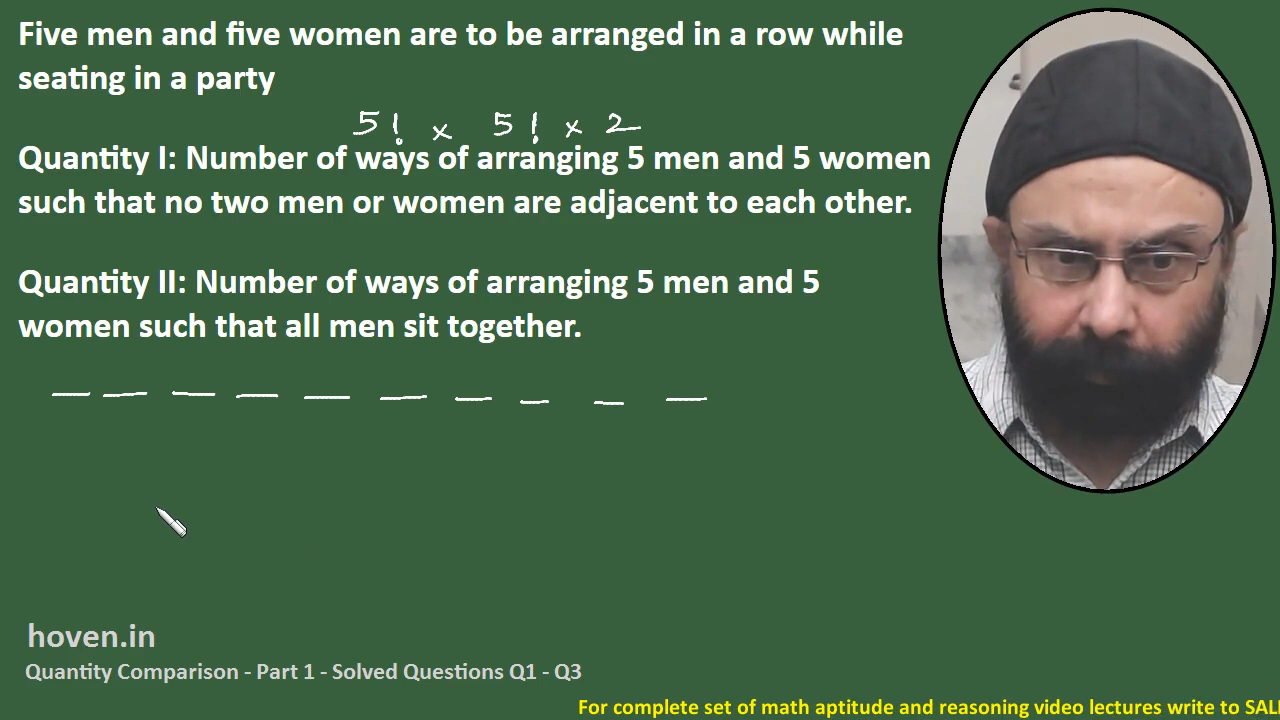 Five men and five women are to be arranged in a row while
seating in a party
5! x 5! x 2
Quantity I: Number of ways of arranging 5 men and 5 women
such that no two men or women are adjacent to each other.
Quantity II: Number of ways of arranging 5 men and 5
women such that all men sit together.
hoven.in
Quantity Comparison - Part 1 - Solved Questions Q1 - Q3
For complete set of math aptitude and reasoning video lectures write to SAL